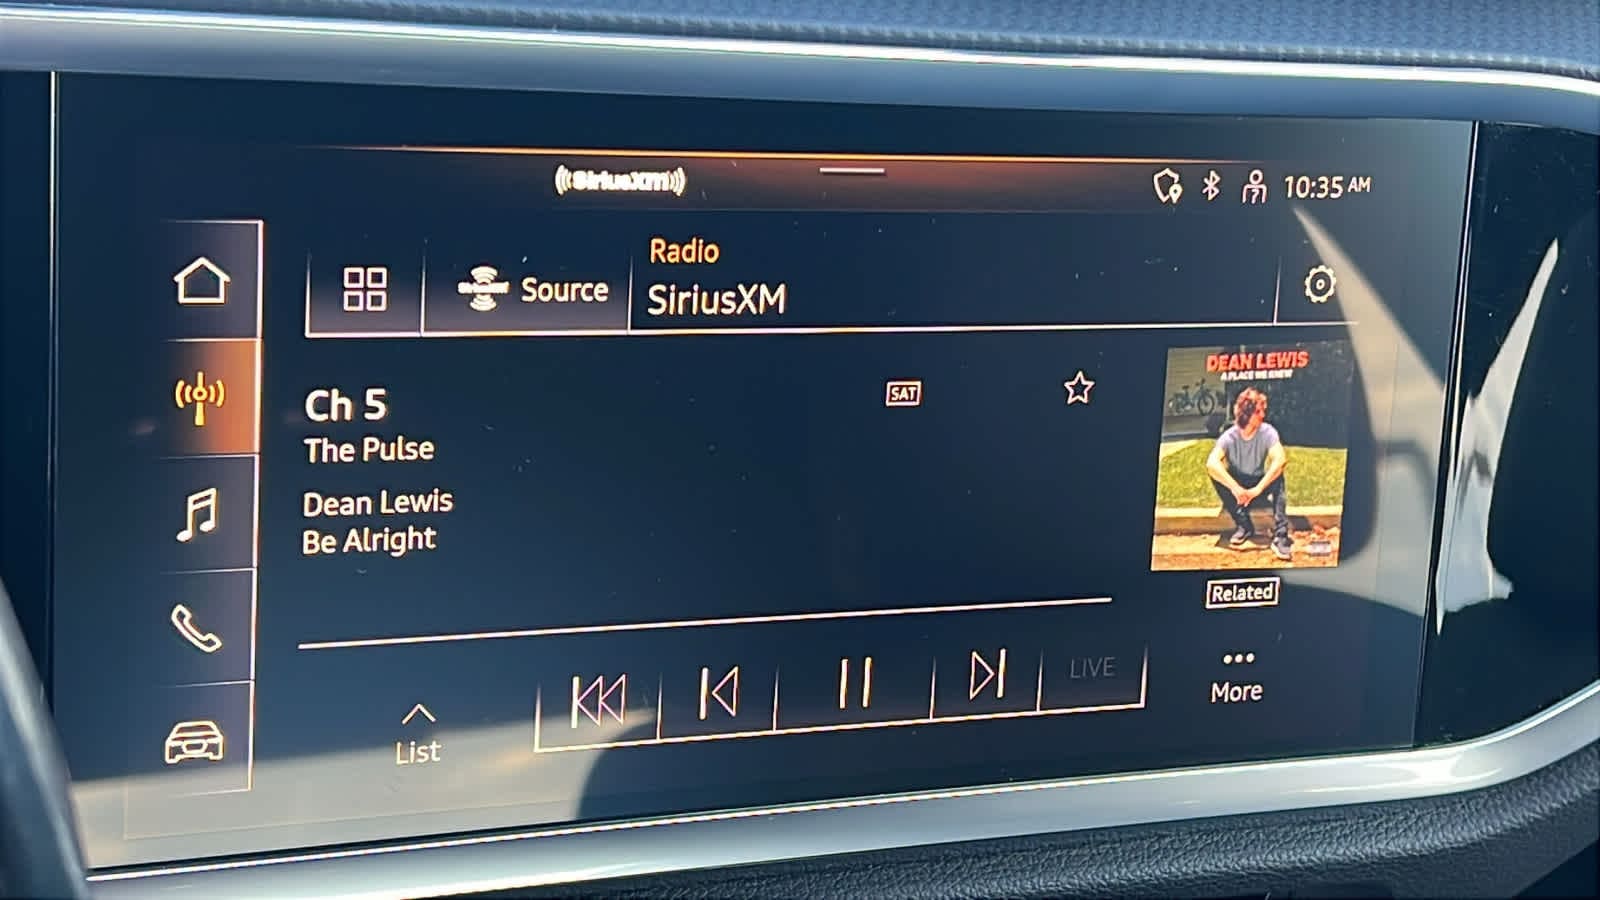 SiriusXM
10:35 AM
Radio
SiriusXM
SiriusXM
Source
Ch 5
The Pulse
SAT
Dean Lewis
Be Alright
DEAN LEWIS
A PLACE WE KNEW
Related
LIVE
More
List